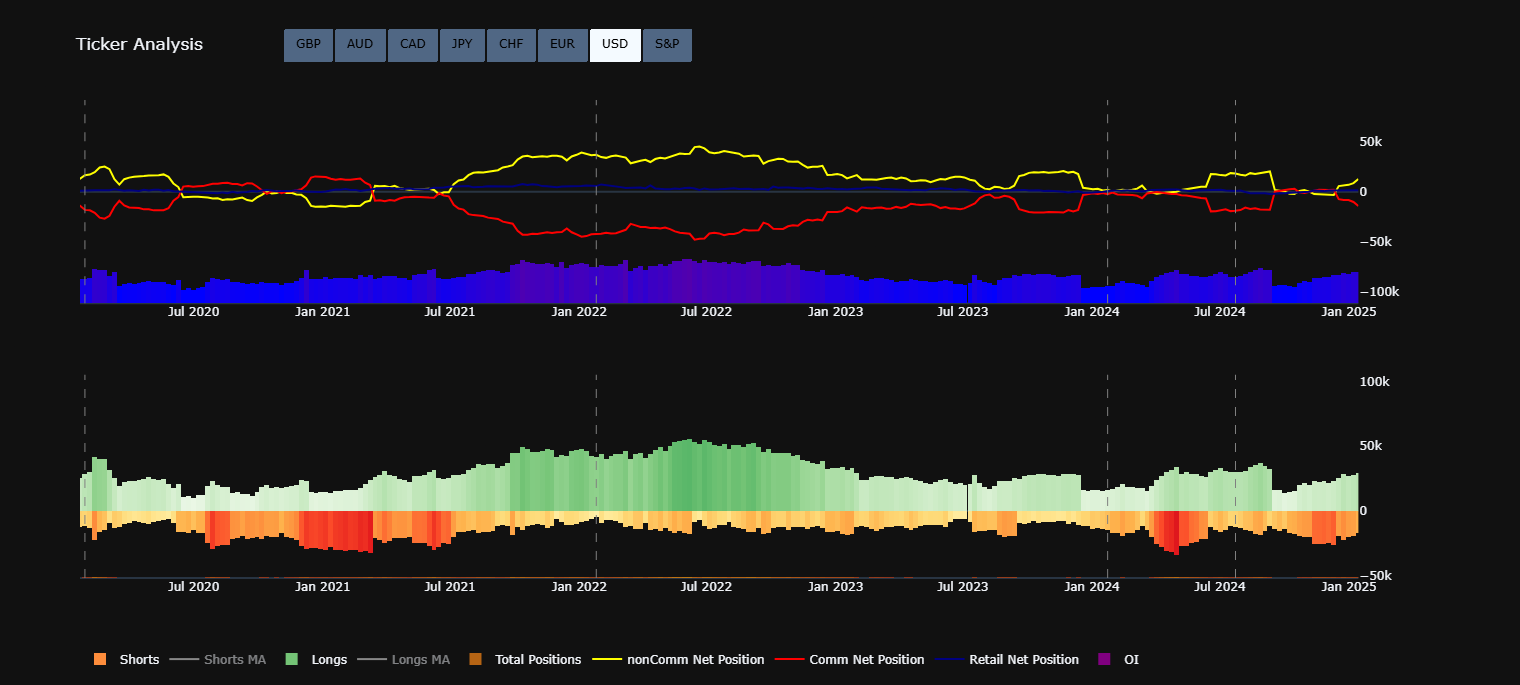 Ticker Analysis GBP AUD CAD JPY CHF EUR USD S&P
50k
0
−50k
−100k
Jul 2020 Jan 2021 Jul 2021 Jan 2022 Jul 2022 Jan 2023 Jul 2023 Jan 2024 Jul 2024 Jan 2025
100k
50k
0
−50k
Jul 2020 Jan 2021 Jul 2021 Jan 2022 Jul 2022 Jan 2023 Jul 2023 Jan 2024 Jul 2024 Jan 2025
Shorts Shorts MA Longs Longs MA Total Positions nonComm Net Position Comm Net Position Retail Net Position OI